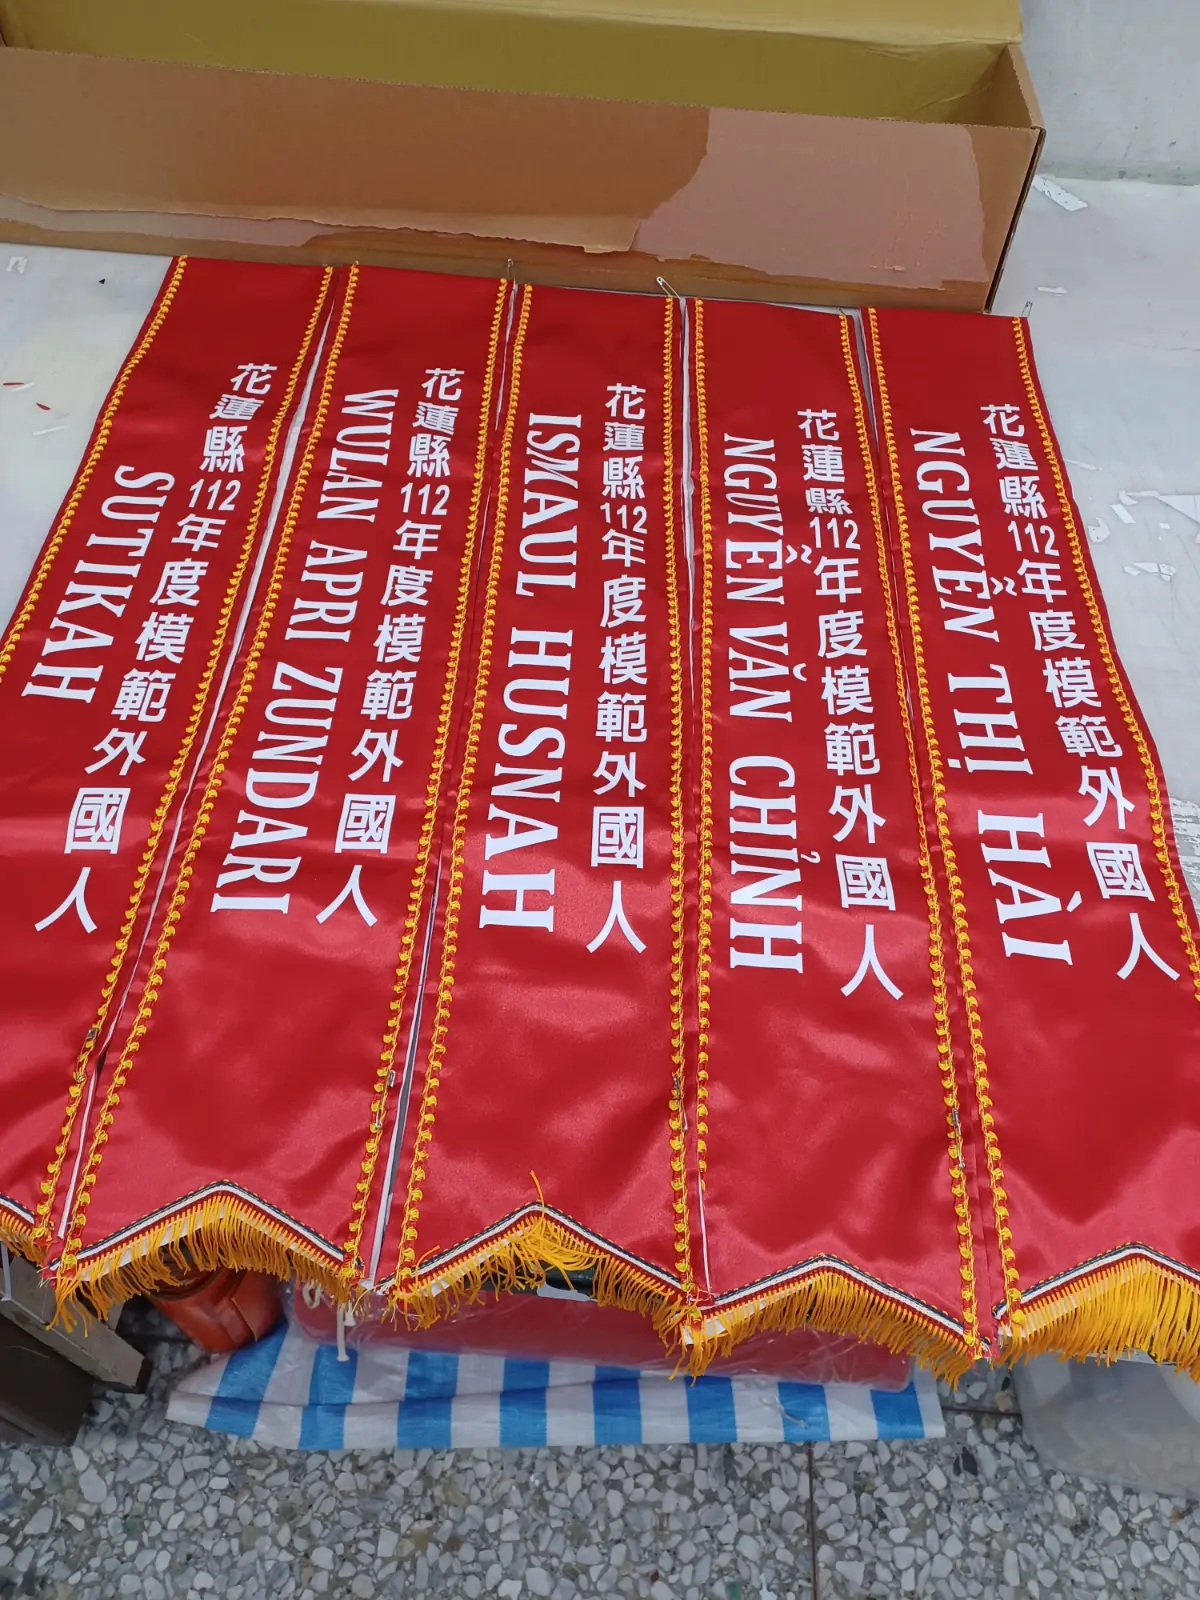 花蓮縣112年度模範外國人
NGUYỄN THỊ HÁI
花蓮縣112年度模範外國人
NGUYỄN VĂN CHỈNH
花蓮縣112年度模範外國人
ISMAUL HUSNAH
花蓮縣112年度模範外國人
WULAN APRI ZUNDARI
花蓮縣112年度模範外國人
SUTIKAH